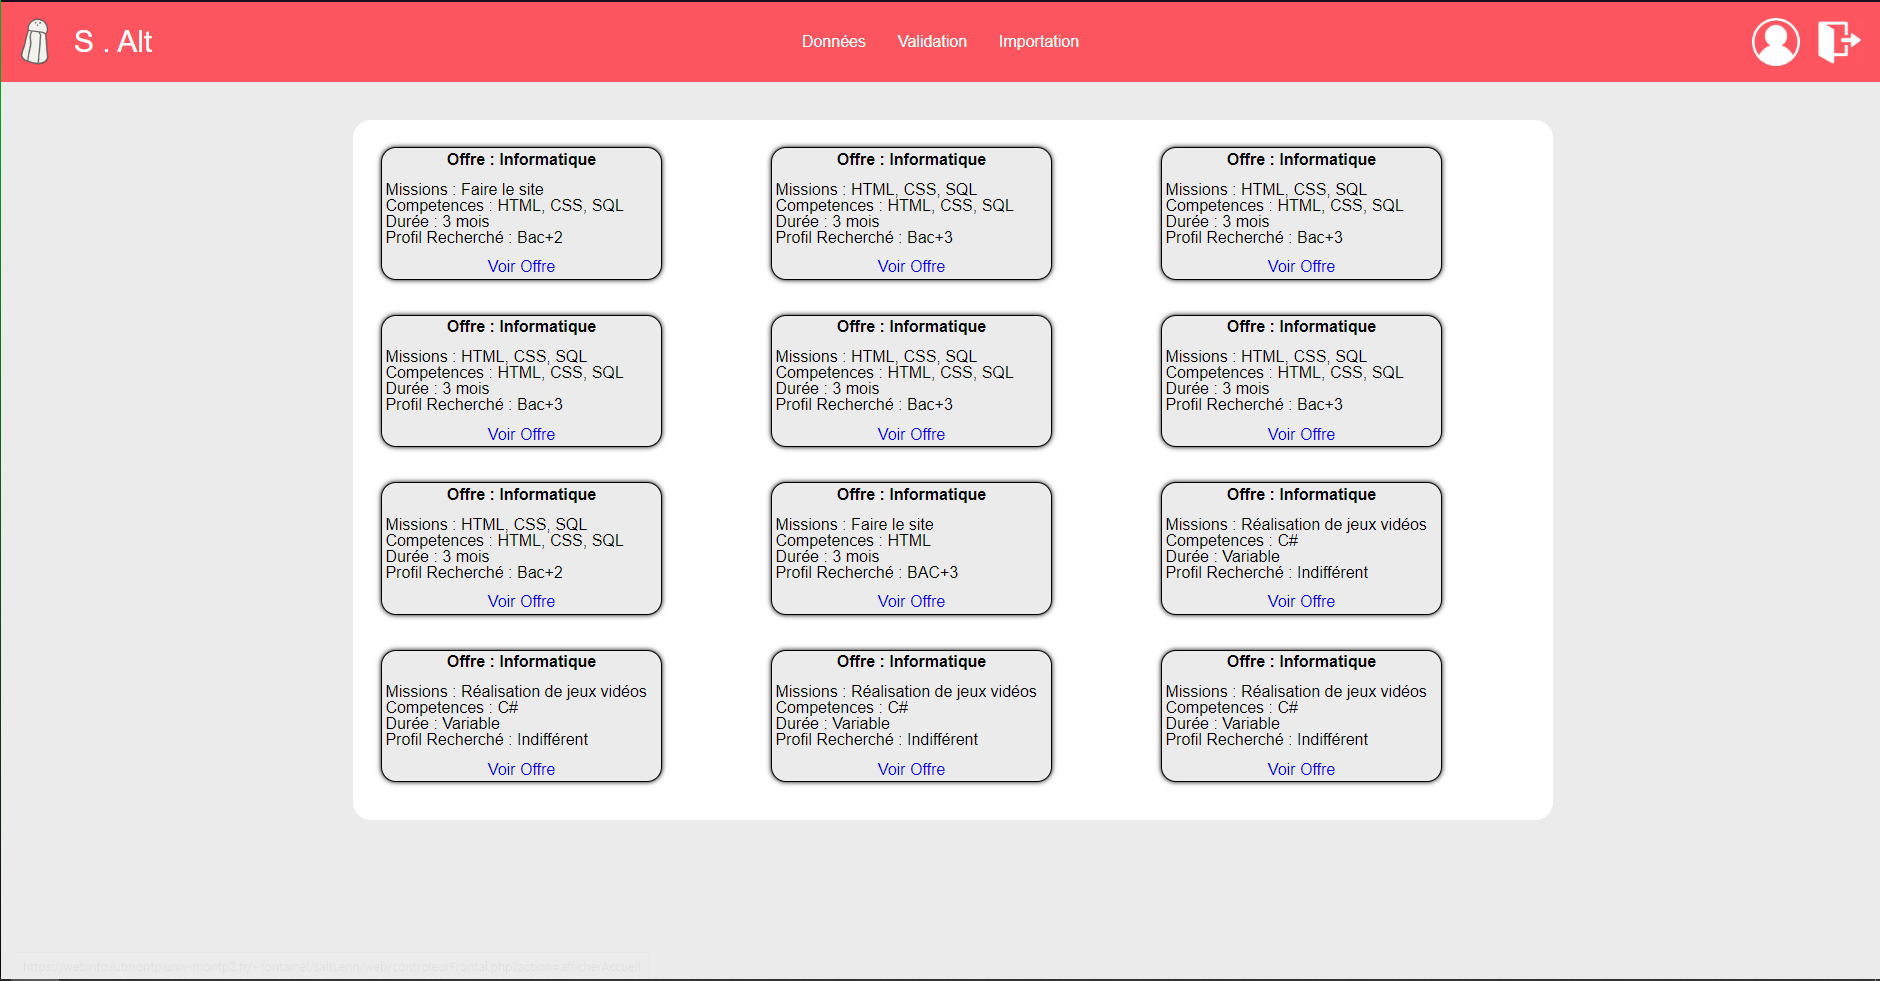 S . Alt
Données Validation Importation
Offre : Informatique
Missions : Faire le site
Competences : HTML, CSS, SQL
Durée : 3 mois
Profil Recherché : Bac+2
Voir Offre
Offre : Informatique
Missions : HTML, CSS, SQL
Competences : HTML, CSS, SQL
Durée : 3 mois
Profil Recherché : Bac+3
Voir Offre
Offre : Informatique
Missions : HTML, CSS, SQL
Competences : HTML, CSS, SQL
Durée : 3 mois
Profil Recherché : Bac+3
Voir Offre
Offre : Informatique
Missions : HTML, CSS, SQL
Competences : HTML, CSS, SQL
Durée : 3 mois
Profil Recherché : Bac+3
Voir Offre
Offre : Informatique
Missions : HTML, CSS, SQL
Competences : HTML, CSS, SQL
Durée : 3 mois
Profil Recherché : Bac+3
Voir Offre
Offre : Informatique
Missions : HTML, CSS, SQL
Competences : HTML, CSS, SQL
Durée : 3 mois
Profil Recherché : Bac+3
Voir Offre
Offre : Informatique
Missions : HTML, CSS, SQL
Competences : HTML, CSS, SQL
Durée : 3 mois
Profil Recherché : Bac+2
Voir Offre
Offre : Informatique
Missions : Faire le site
Competences : HTML
Durée : 3 mois
Profil Recherché : BAC+3
Voir Offre
Offre : Informatique
Missions : Réalisation de jeux vidéos
Competences : C#
Durée : Variable
Profil Recherché : Indifférent
Voir Offre
Offre : Informatique
Missions : Réalisation de jeux vidéos
Competences : C#
Durée : Variable
Profil Recherché : Indifférent
Voir Offre
Offre : Informatique
Missions : Réalisation de jeux vidéos
Competences : C#
Durée : Variable
Profil Recherché : Indifférent
Voir Offre
Offre : Informatique
Missions : Réalisation de jeux vidéos
Competences : C#
Durée : Variable
Profil Recherché : Indifférent
Voir Offre